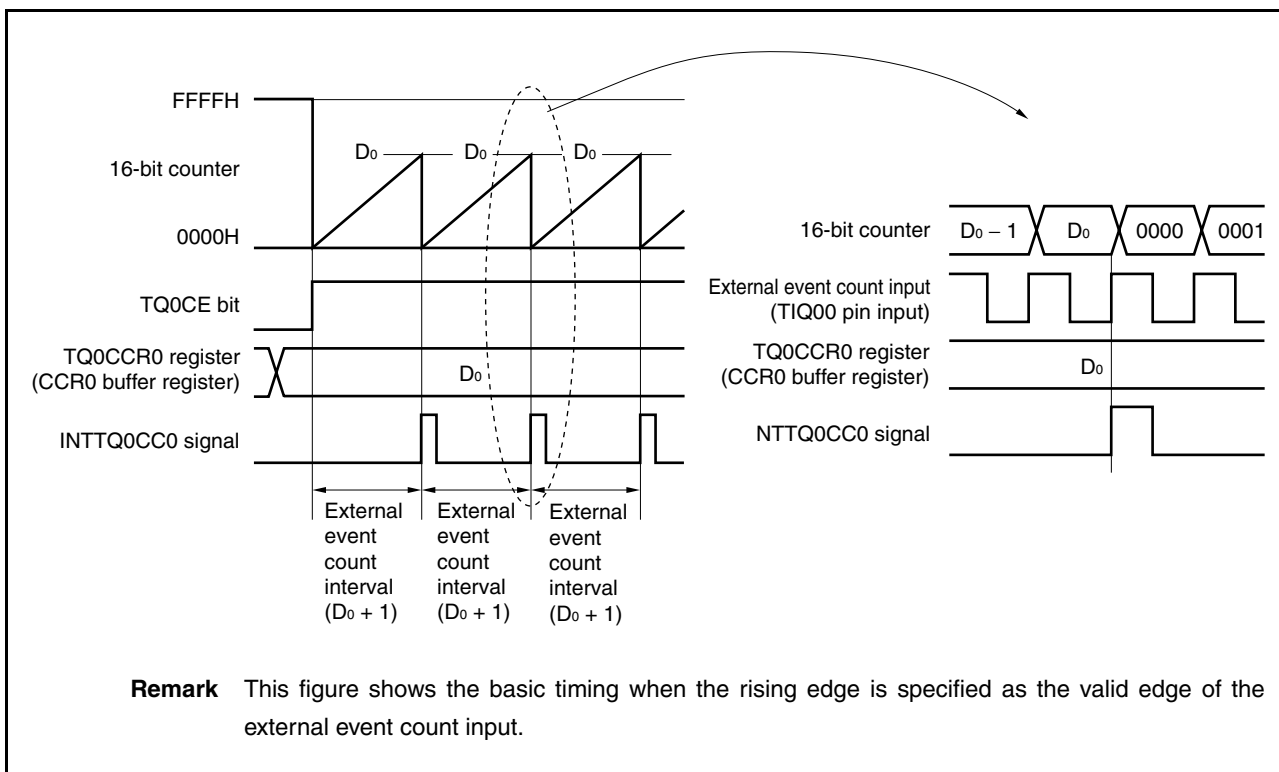 FFFFH
D0 D0 D0
16-bit counter
0000H
TQ0CE bit
TQ0CCR0 register
(CCR0 buffer register)
D0
INTTQ0CC0 signal
External
event
count
interval
(D0 + 1)
External
event
count
interval
(D0 + 1)
External
event
count
interval
(D0 + 1)
16-bit counter
D0 − 1 D0 0000 0001
External event count input
(TIQ00 pin input)
TQ0CCR0 register
(CCR0 buffer register)
D0
NTTQ0CC0 signal
Remark This figure shows the basic timing when the rising edge is specified as the valid edge of the
external event count input.